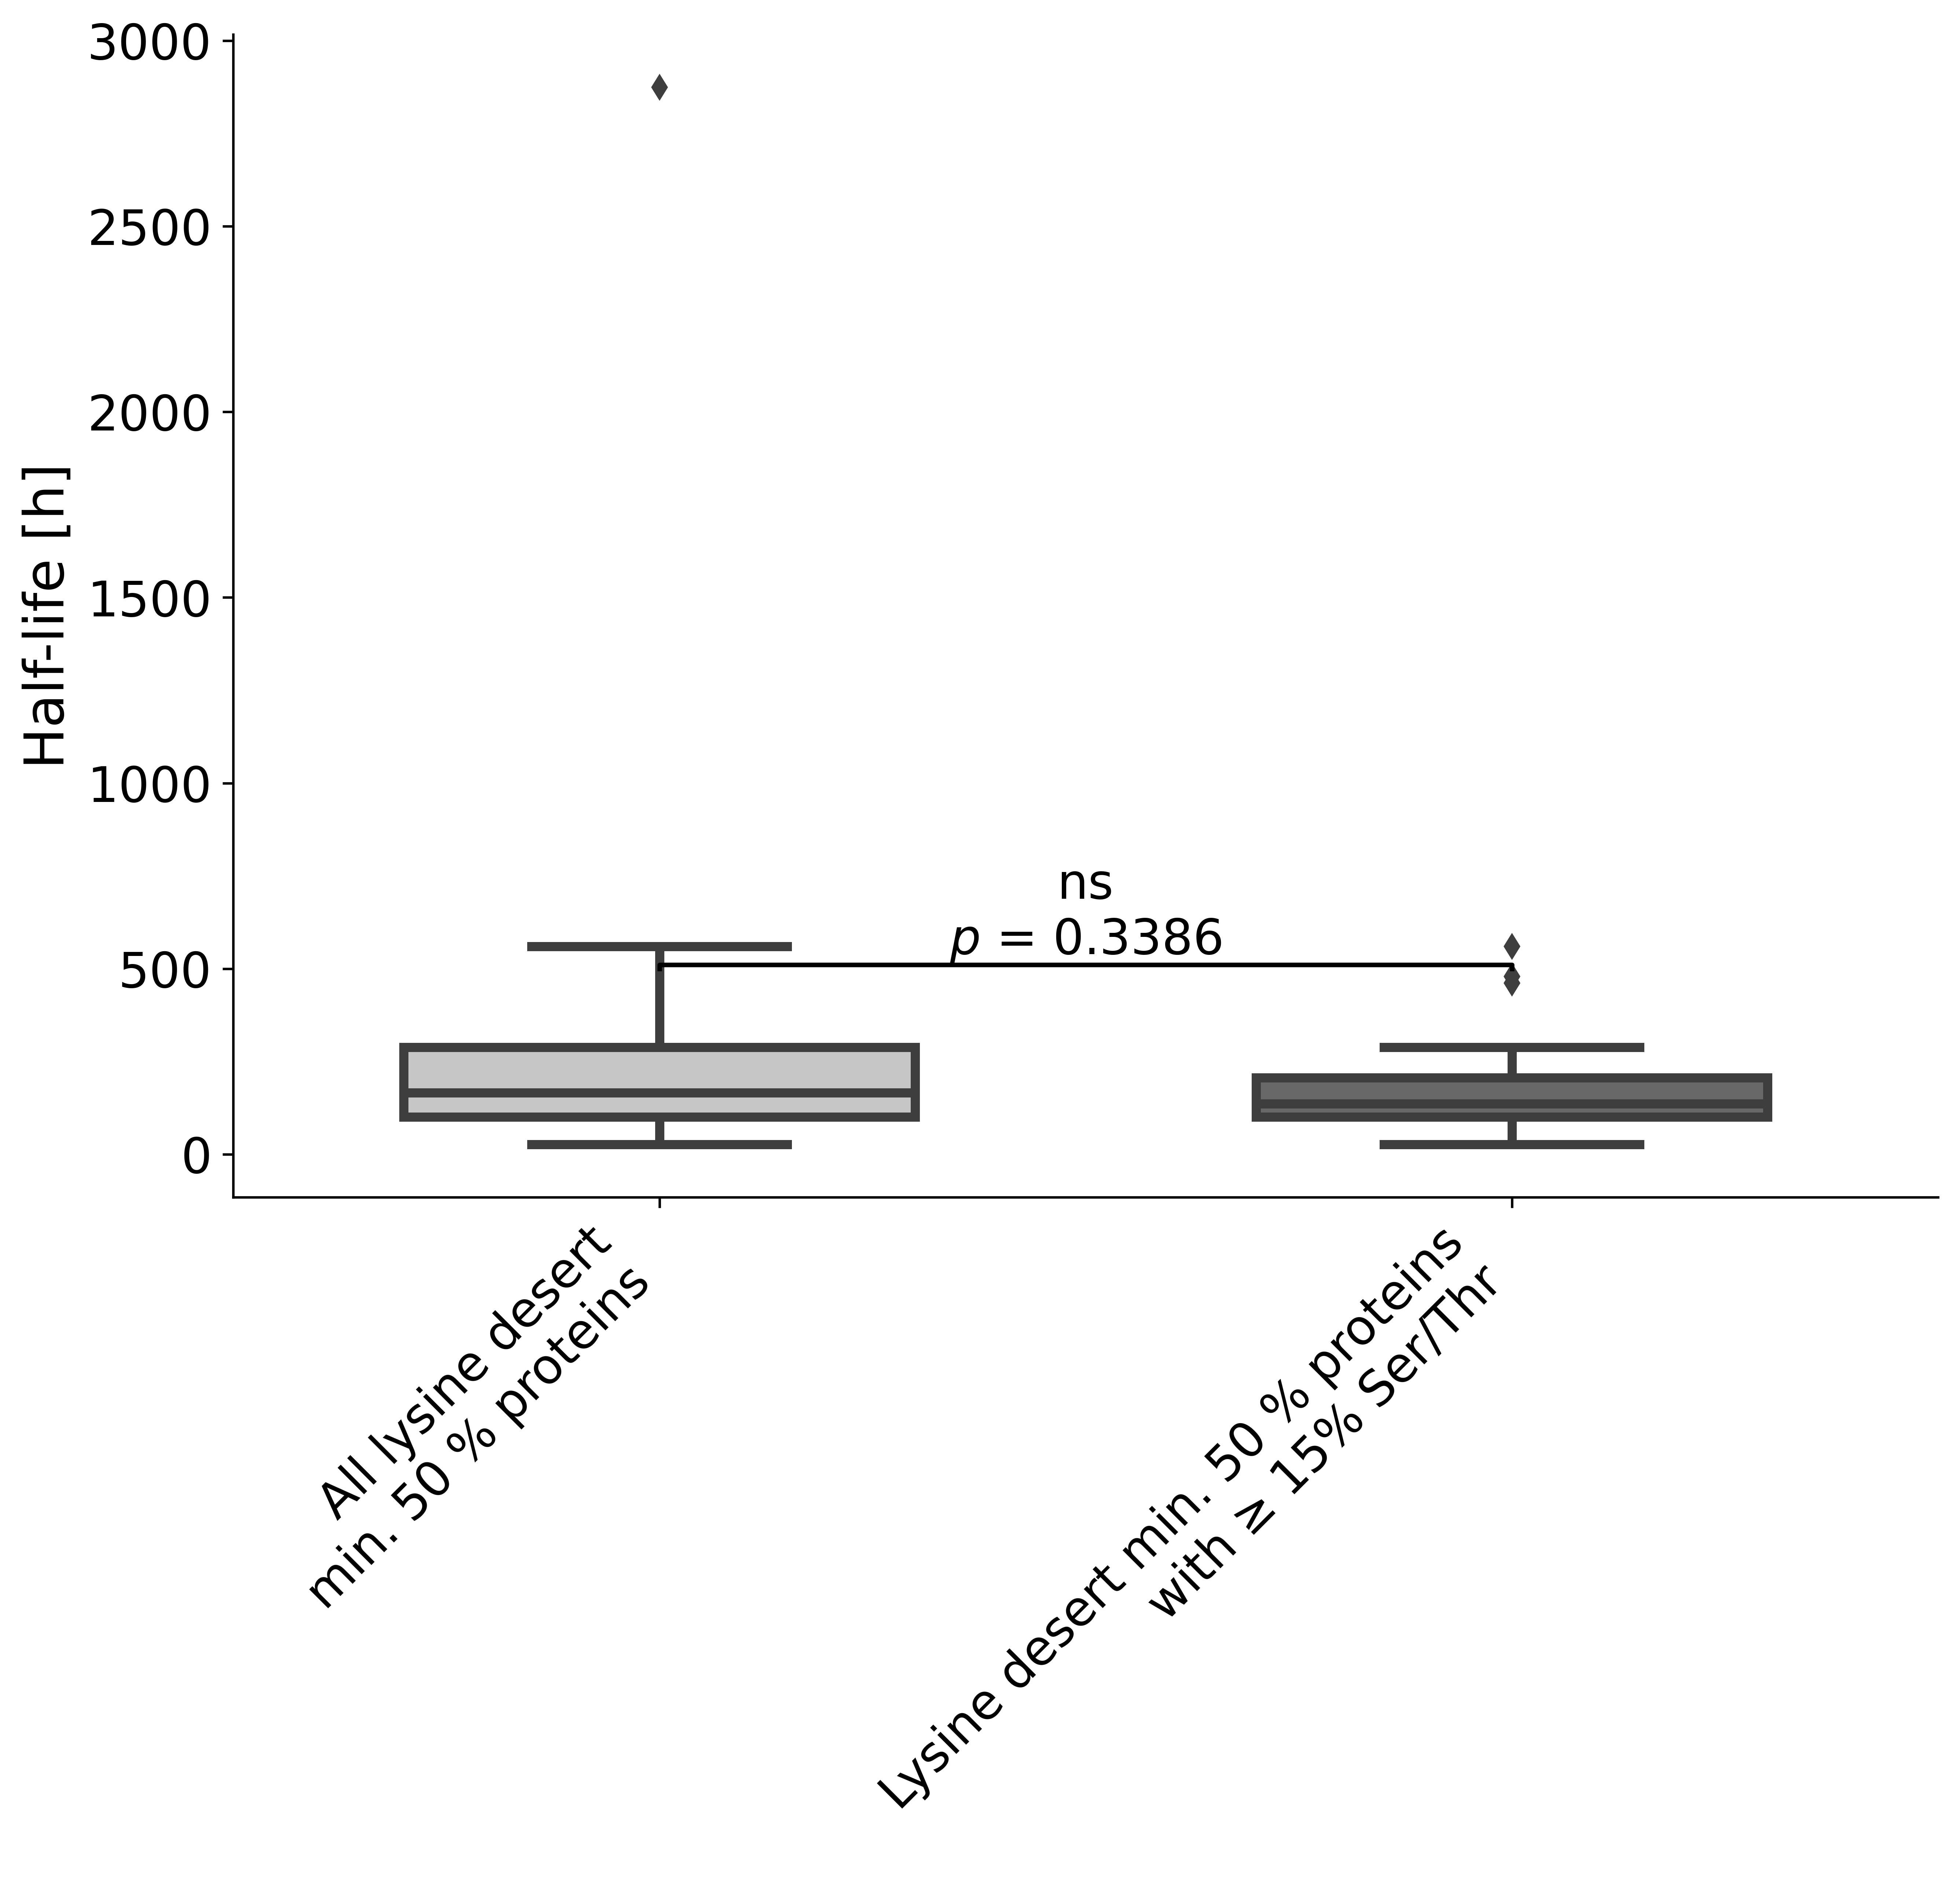 3000
2500
2000
1500
1000
500
0
Half-life [h]
ns
p = 0.3386
All lysine desert
min. 50 % proteins
Lysine desert min. 50 % proteins
with ≥ 15% Ser/Thr